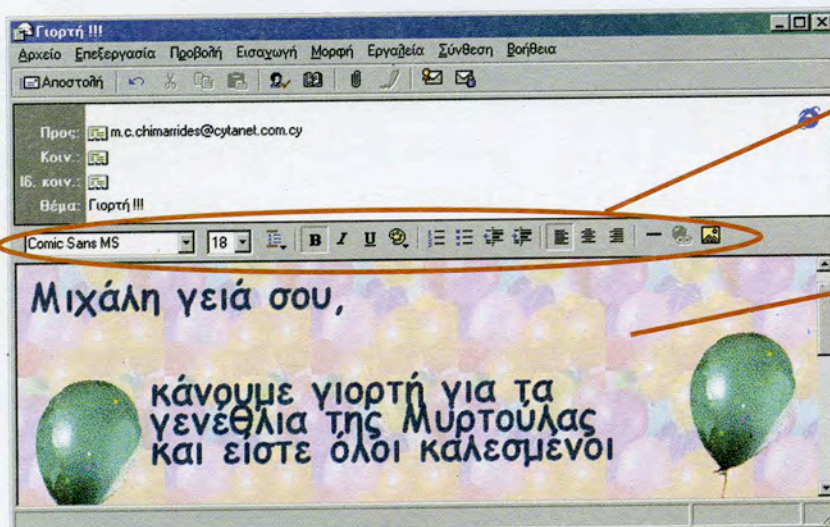 Γιορτή !!!
Αρχείο Επεξεργασία Προβολή Εισαγωγή Μορφή Εργαλεία Σύνθεση Βοήθεια
Αποστολή
Προς: m.c.chimarrides@cytanet.com.cy
Κοιν.:
Ιδ. κοιν.:
Θέμα: Γιορτή !!!
Comic Sans MS 18 B I U
Μιχάλη γειά σου,
κάνουμε γιορτή για τα
γενέθλια της Μυρτούλας
και είστε όλοι καλεσμένοι